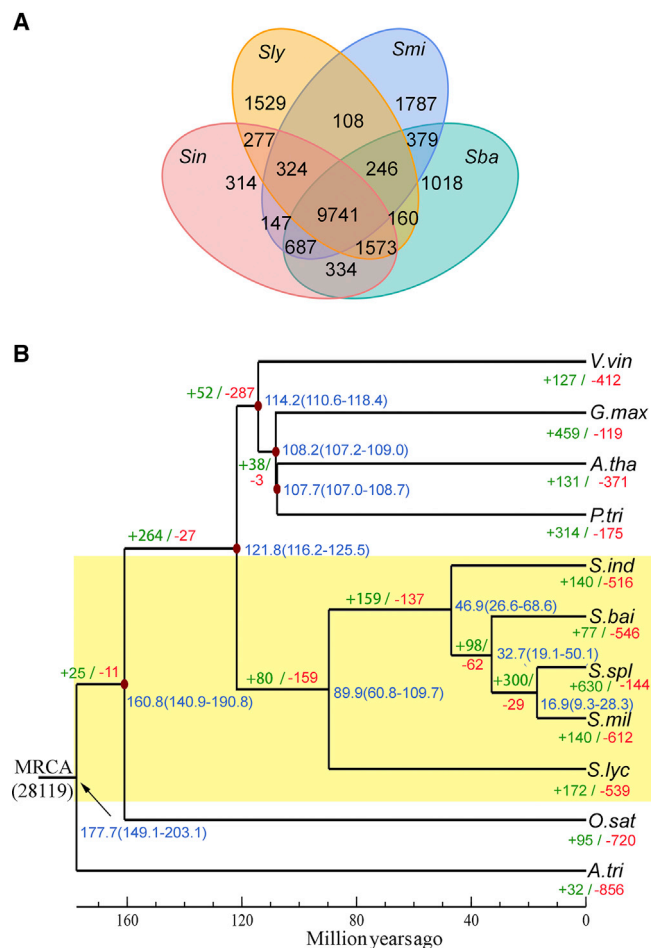 A
Sly
Smi
1529
108
1787
277
379
Sin
Sba
324
246
314
1018
9741
147
160
687
1573
334
B
V.vin
+52 / -287
+127 / -412
114.2(110.6-118.4)
G.max
+459 / -119
108.2(107.2-109.0)
+38/
-3
A.tha
+131 / -371
107.7(107.0-108.7)
P.tri
+314 / -175
+264 / -27
121.8(116.2-125.5)
S.ind
+140/-516
+159 / -137
46.9(26.6-68.6)
S.bai
+77 / -546
+98/
-62
32.7(19.1-50.1)
S.spl
+630 / -144
+300/
-29
16.9(9.3-28.3)
S.mil
+140 / -612
+25 / -11
+80 / -159
89.9(60.8-109.7)
160.8(140.9-190.8)
S.lyc
+172 / -539
MRCA
(28119)
177.7(149.1-203.1)
O.sat
+95 / -720
A.tri
+32/-856
160 120 80 40 0
Million years ago